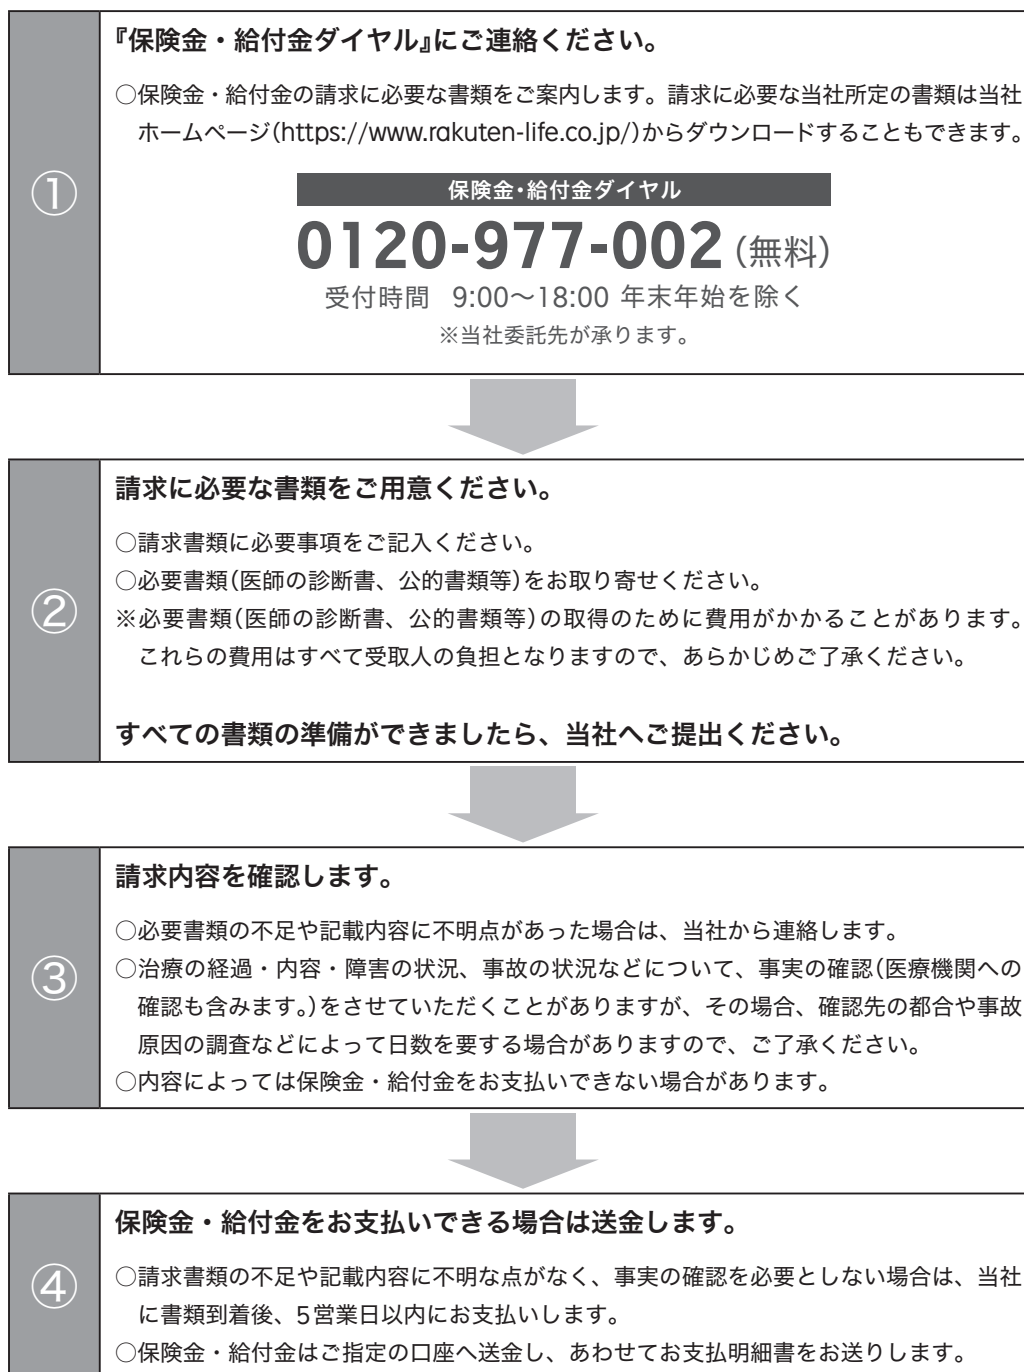 ①
『保険金・給付金ダイヤル』にご連絡ください。
○保険金・給付金の請求に必要な書類をご案内します。請求に必要な当社所定の書類は当社
ホームページ(https://www.rakuten-life.co.jp/)からダウンロードすることもできます。
保険金・給付金ダイヤル
0120-977-002(無料)
受付時間 9:00～18:00 年末年始を除く
※当社委託先が承ります。
②
請求に必要な書類をご用意ください。
○請求書類に必要事項をご記入ください。
○必要書類(医師の診断書、公的書類等)をお取り寄せください。
※必要書類(医師の診断書、公的書類等)の取得のために費用がかかることがあります。
これらの費用はすべて受取人の負担となりますので、あらかじめご了承ください。
すべての書類の準備ができましたら、当社へご提出ください。
③
請求内容を確認します。
○必要書類の不足や記載内容に不明点があった場合は、当社から連絡します。
○治療の経過・内容・障害の状況、事故の状況などについて、事実の確認(医療機関への
確認も含みます。)をさせていただくことがありますが、その場合、確認先の都合や事故
原因の調査などによって日数を要する場合がありますので、ご了承ください。
○内容によっては保険金・給付金をお支払いできない場合があります。
④
保険金・給付金をお支払いできる場合は送金します。
○請求書類の不足や記載内容に不明な点がなく、事実の確認を必要としない場合は、当社
に書類到着後、5営業日以内にお支払いします。
○保険金・給付金はご指定の口座へ送金し、あわせてお支払明細書をお送りします。